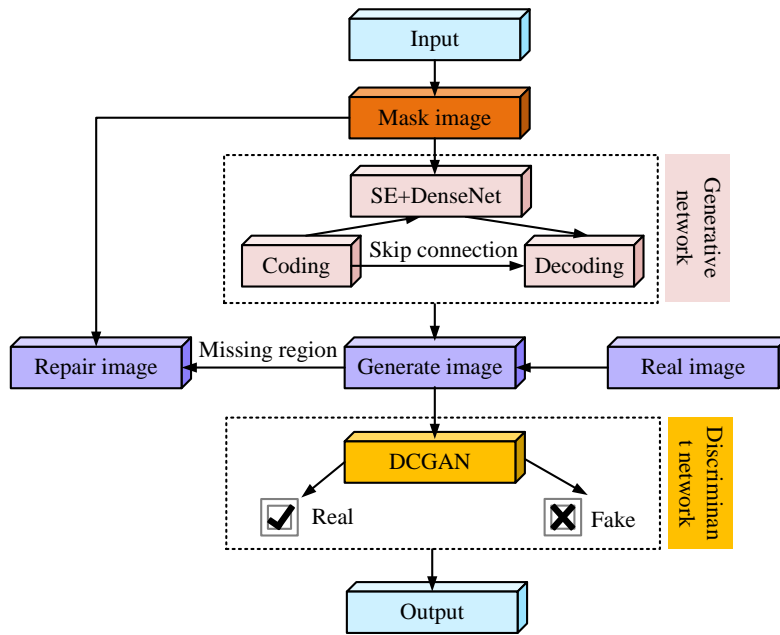 Input
Mask image
SE+DenseNet
Generative
network
Skip connection
Coding
Decoding
Missing region
Repair image
Generate image
Real image
DCGAN
Discriminan
t network
Real
Fake
Output